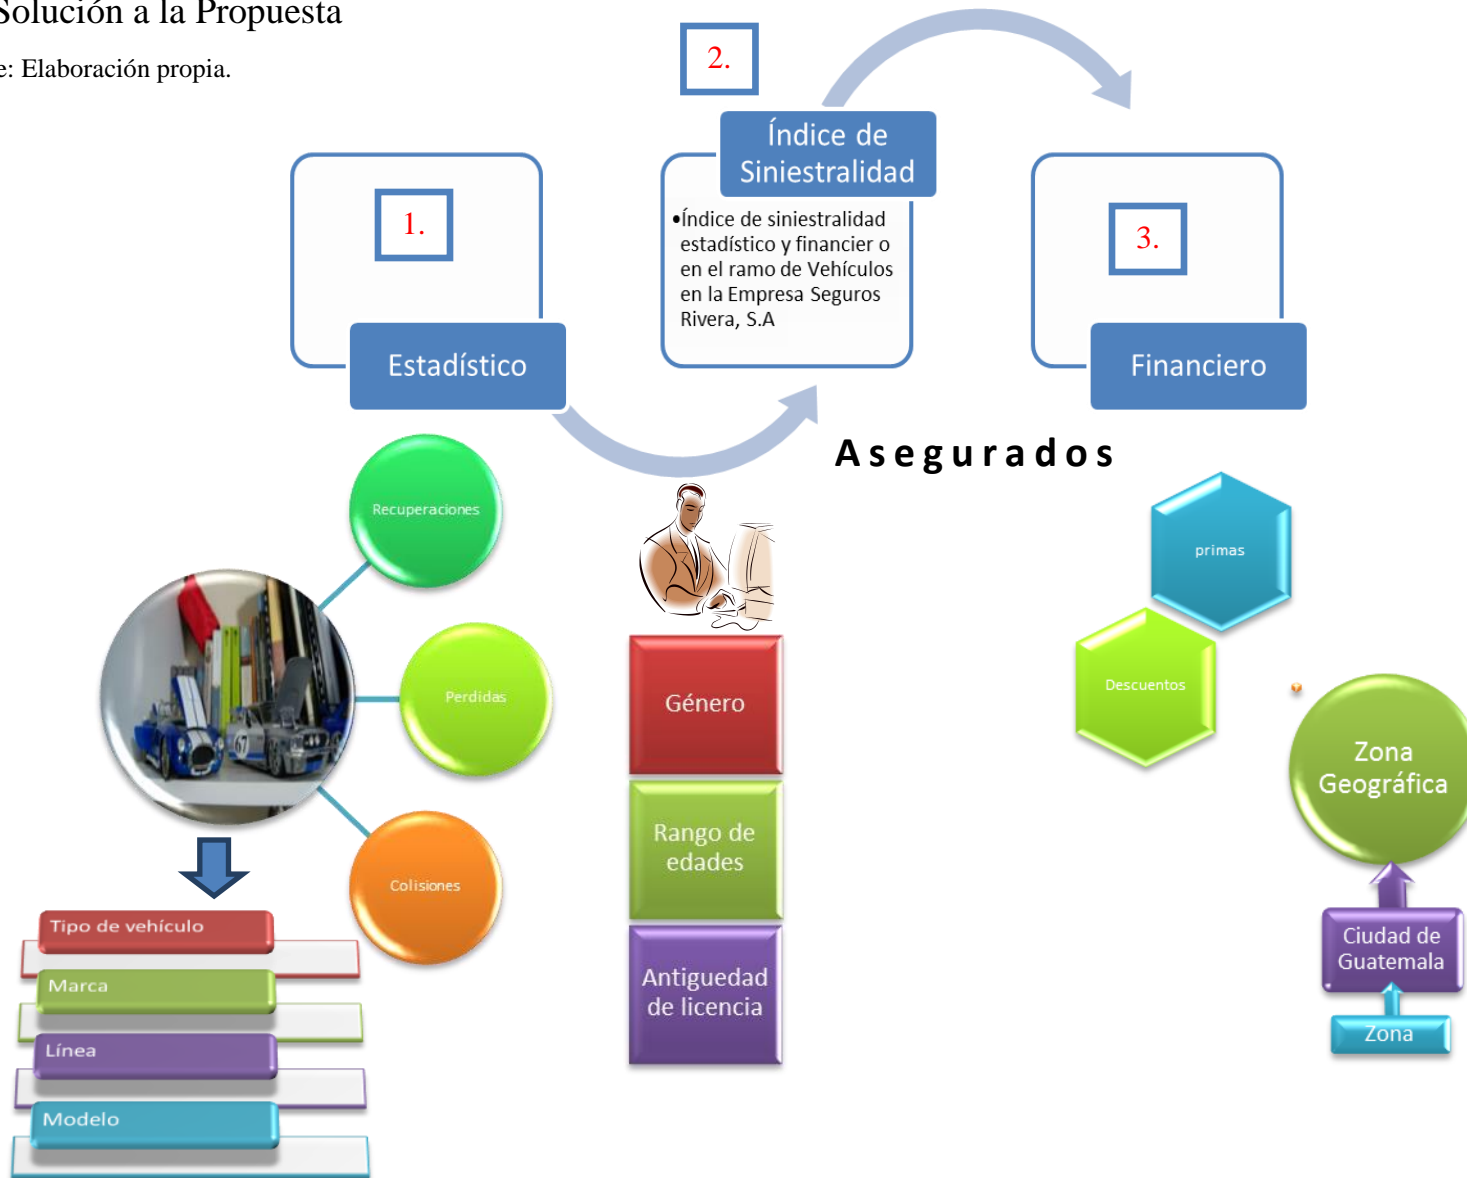 Solución a la Propuesta
e: Elaboración propia.
2.
Índice de
Siniestralidad
1.
•Índice de siniestralidad
estadístico y financier o
en el ramo de Vehículos
en la Empresa Seguros
Rivera, S.A
3.
Estadístico
Financiero
Asegurados
Recuperaciones
Perdidas
Colisiones
67
Tipo de vehículo
Marca
Línea
Modelo
Género
Rango de
edades
Antiguedad
de licencia
primas
Descuentos
Zona
Geográfica
Ciudad de
Guatemala
Zona